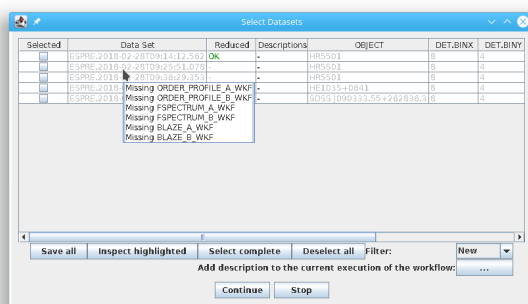 Select Datasets
Selected Data Set Reduced Descriptions OBJECT DET.BINX DET.BINY
ESPRE.2018-02-28T09:14:12.562 OK - HR5501 8 4
ESPRE.2018-02-28T09:25:51.078 - - HR5501 8 4
ESPRE.2018-02-28T09:36:29.353 - - HR5501 8 4
ESPRE.2018- - HE1035+0641 8 4
ESPRE.2018- - SDSS J090333.55+262836.3 8 4
Missing ORDER_PROFILE_A_WKF
Missing ORDER_PROFILE_B_WKF
Missing FSPECTRUM_A_WKF
Missing FSPECTRUM_B_WKF
Missing BLAZE_A_WKF
Missing BLAZE_B_WKF
Save all Inspect highlighted Select complete Deselect all Filter: New
Add description to the current execution of the workflow: ...
Continue Stop